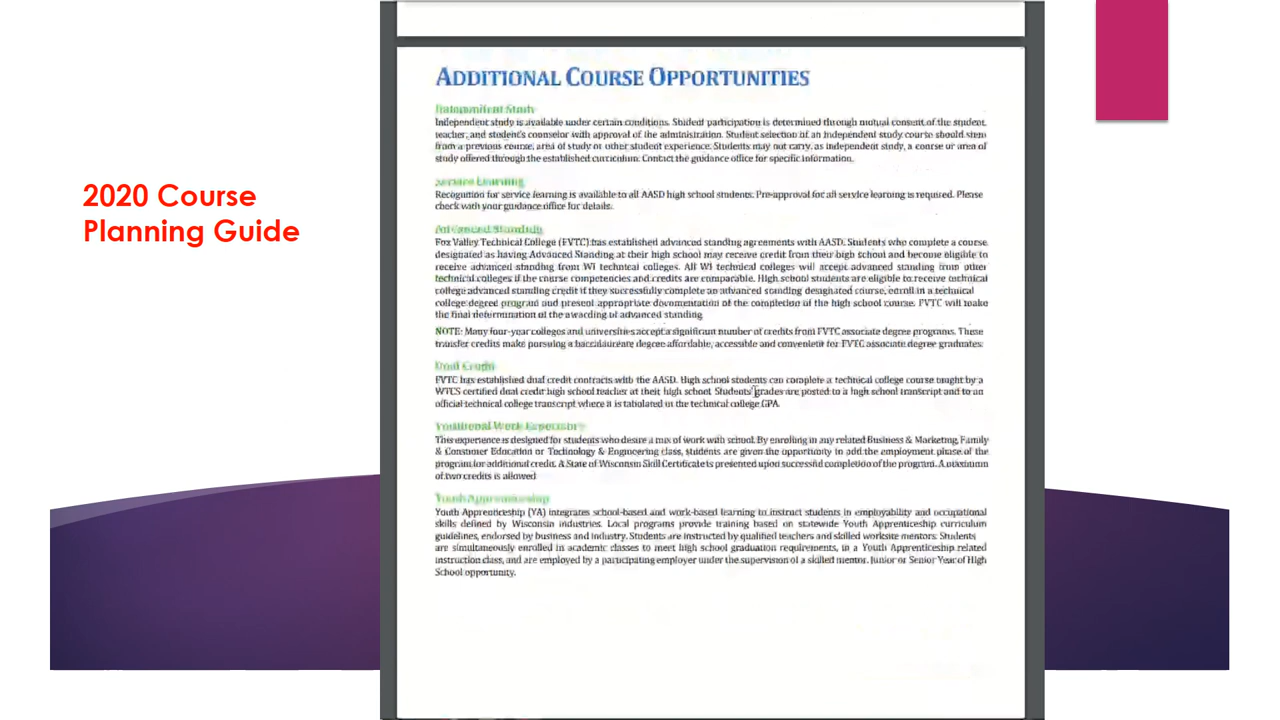 2020 Course
Planning Guide
ADDITIONAL COURSE OPPORTUNITIES
Independent Study
Independent study is available under certain conditions. Student participation is determined through mutual consent of the student,
teacher, and student's counselor with approval of the administration. Student selection of an independent study course should stem
from a previous course, area of study or other student experience. Students may not carry, as independent study, a course or area of
study offered through the established curriculum. Contact the guidance office for specific information.
Service Learning
Recognition for service learning is available to all AASD high school students. Pre-approval for all service learning is required. Please
check with your guidance office for details.
Advanced Standing
Fox Valley Technical College (FVTC) has established advanced standing agreements with AASD. Students who complete a course
designated as having Advanced Standing at their high school may receive credit from their high school and become eligible to
receive advanced standing from WI technical colleges. All WI technical colleges will accept advanced standing from other
technical colleges if the course competencies and credits are comparable. High school students are eligible to receive technical
college advanced standing credit if they successfully complete an advanced standing designated course, enroll in a technical
college degree program and present appropriate documentation of the completion of the high school course. FVTC will make
the final determination of the awarding of advanced standing
NOTE: Many four-year colleges and universities accept a significant number of credits from FVTC associate degree programs. These
transfer credits make pursuing a baccalaureate degree affordable, accessible and convenient for FVTC associate degree graduates.
Dual Credit
FVTC has established dual credit contracts with the AASD. High school students can complete a technical college course taught by a
WTCS certified dual credit high school teacher at their high school. Students' grades are posted to a high school transcript and to an
official technical college transcript where it is tabulated in the technical college GPA.
Work Experience
This experience is designed for students who desire a mix of work with school. By enrolling in any related Business & Marketing, Family
& Consumer Education or Technology & Engineering class, students are given the opportunity to add the employment phase of the
program for additional credit. A State of Wisconsin Skill Certificate is presented upon successful completion of the program. A maximum
of two credits is allowed
Youth Apprenticeship
Youth Apprenticeship (YA) integrates school-based and work-based learning to instruct students in employability and occupational
skills defined by Wisconsin industries. Local programs provide training based on statewide Youth Apprenticeship curriculum
guidelines, endorsed by business and industry. Students are instructed by qualified teachers and skilled worksite mentors. Students
are simultaneously enrolled in academic classes to meet high school graduation requirements, in a Youth Apprenticeship related
instruction class, and are employed by a participating employer under the supervision of a skilled mentor. Junior or Senior Year of High
School opportunity.